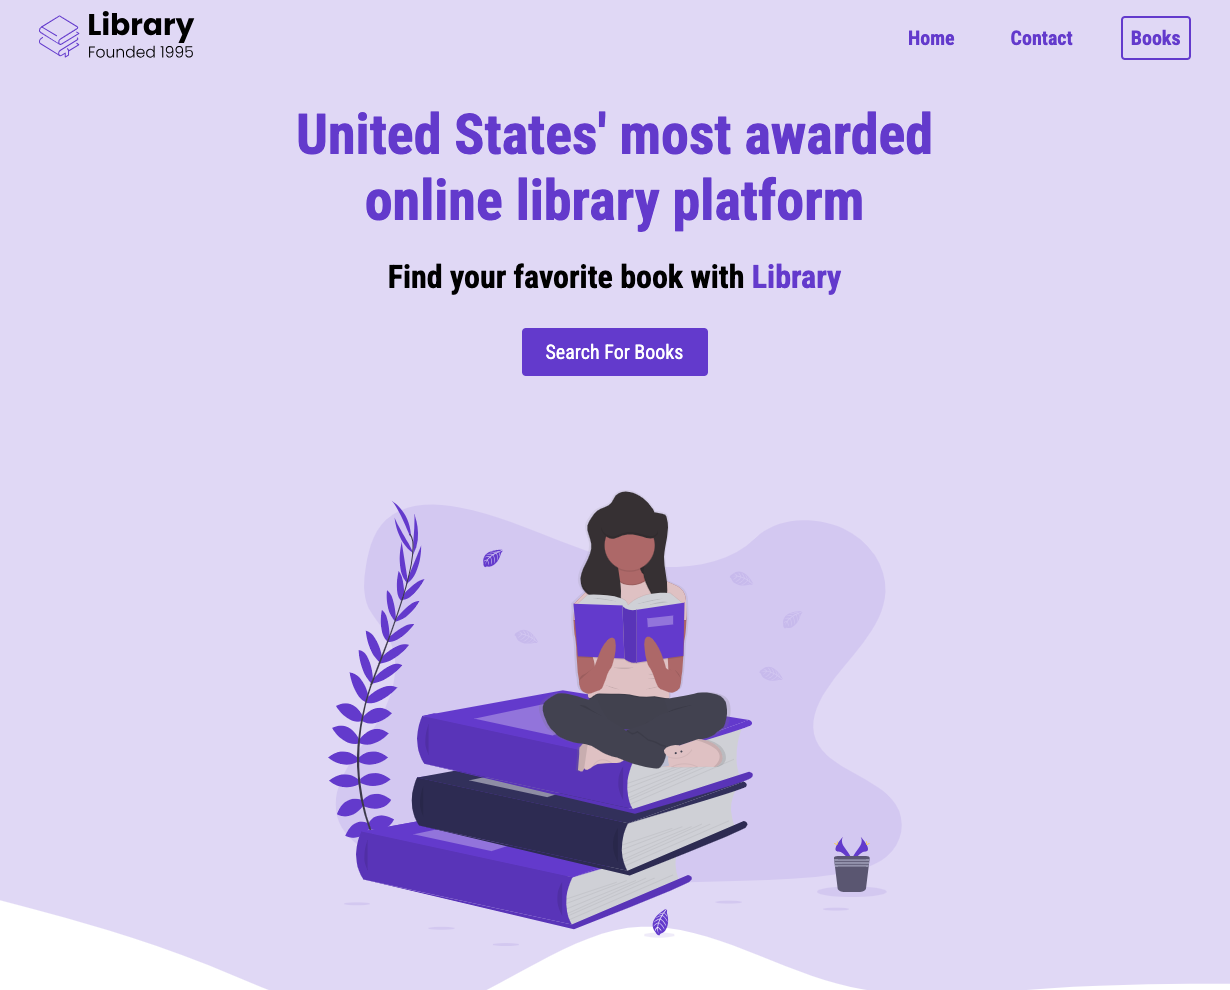 Library
Founded 1995
Home
Contact
Books
United States' most awarded
online library platform
Find your favorite book with Library
Search For Books